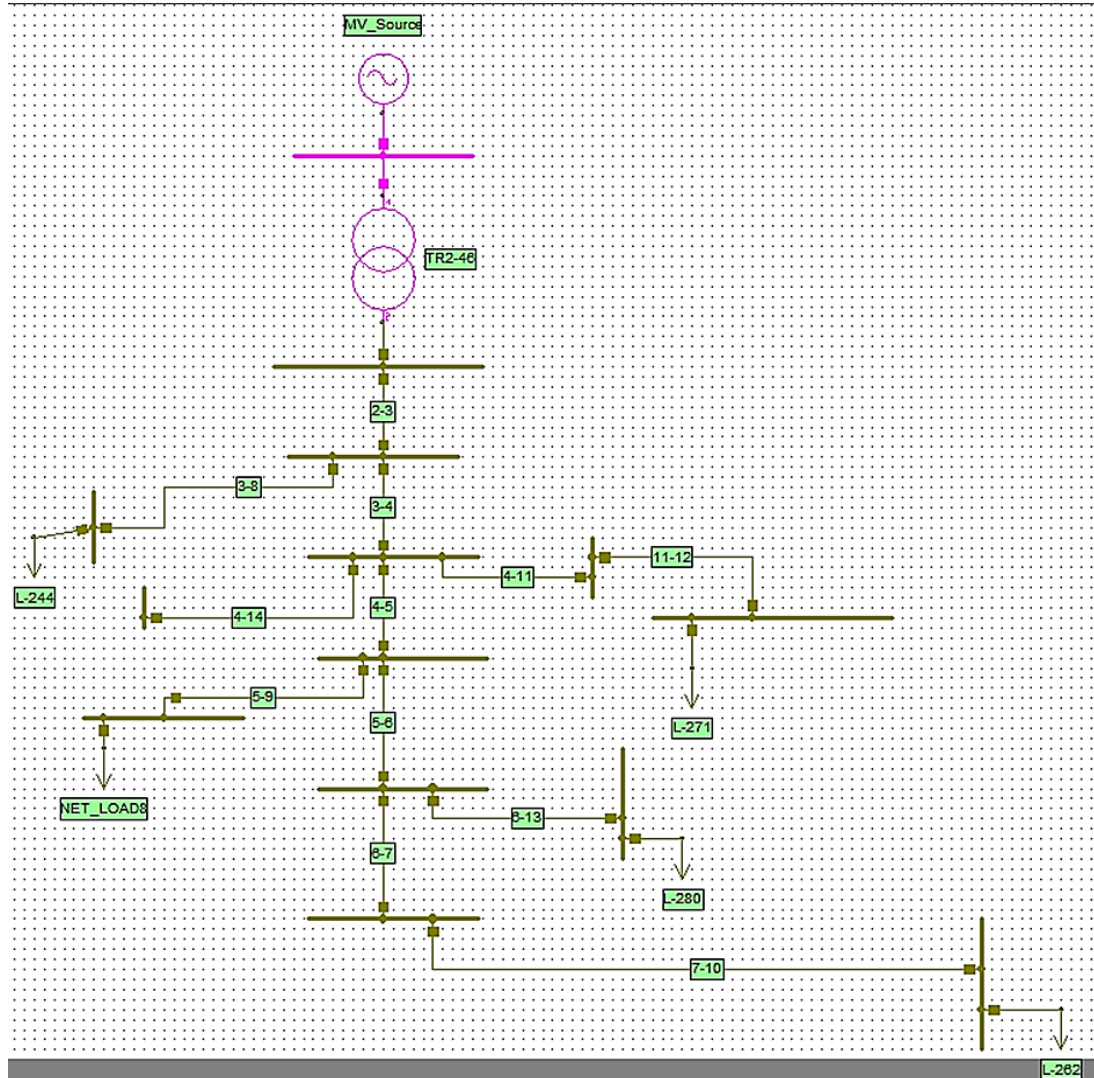 MV_Source
TR2-46
2-3
3-8
3-4
L-244
4-11
11-12
4-14
4-5
L-271
5-9
5-6
NET_LOAD8
6-13
6-7
L-280
7-10
L-262